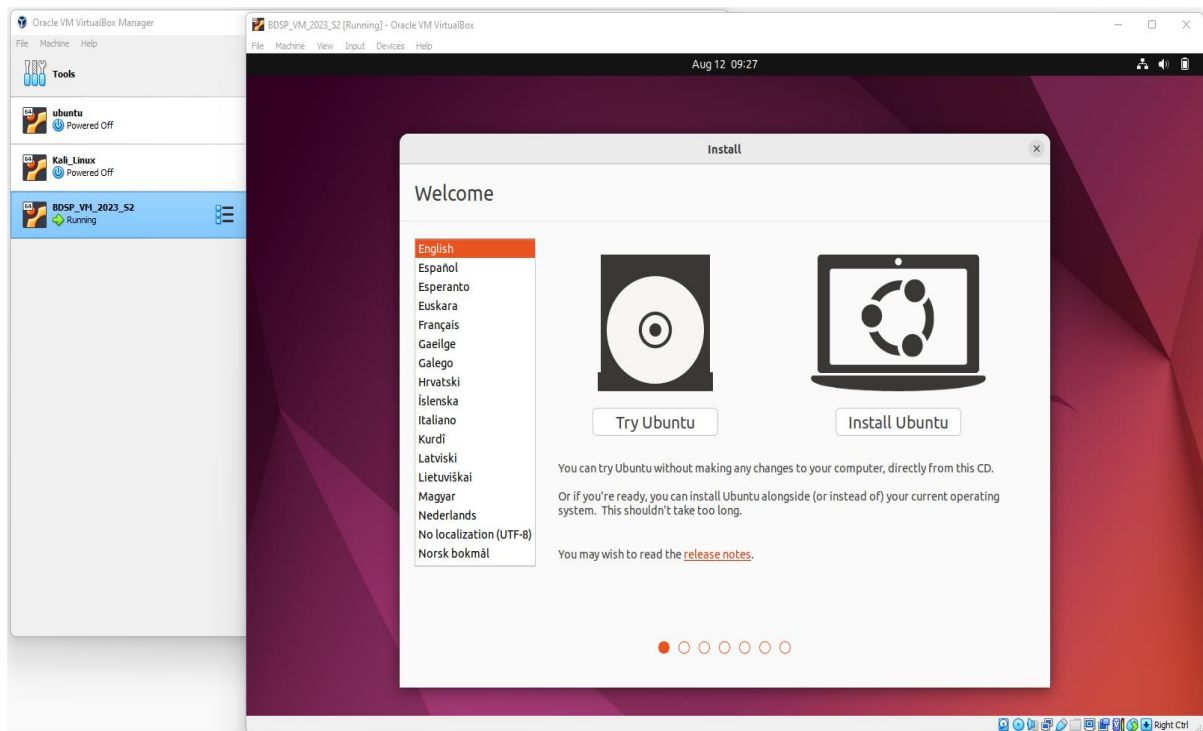 Oracle VM VirtualBox Manager
File Machine Help
Tools
64
ubuntu
Powered Off
64
Kali_Linux
Powered Off
64
BDSP_VM_2023_S2
Running
BDSP_VM_2023_S2 [Running] - Oracle VM VirtualBox
File Machine View Input Devices Help
Aug 12 09:27
Install
Welcome
English
Español
Esperanto
Euskara
Français
Gaeilge
Galego
Hrvatski
Íslenska
Italiano
Kurdî
Latviski
Lietuviškai
Magyar
Nederlands
No localization (UTF-8)
Norsk bokmål
Try Ubuntu
Install Ubuntu
You can try Ubuntu without making any changes to your computer, directly from this CD.
Or if you're ready, you can install Ubuntu alongside (or instead of) your current operating
system. This shouldn't take too long.
You may wish to read the release notes.
Right Ctrl